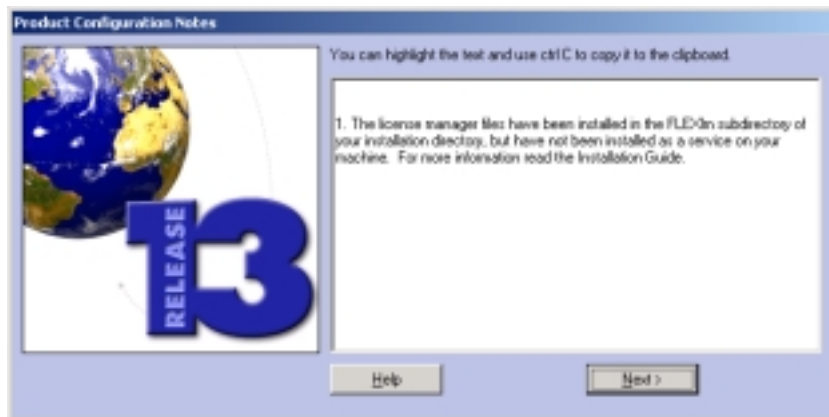 Product Configuration Notes
You can highlight the text and use ctrl C to copy it to the clipboard.
1. The license manager files have been installed in the FLEXlm subdirectory of
your installation directory, but have not been installed as a service on your
machine. For more information read the Installation Guide.
RELEASE
13
Help
Next >